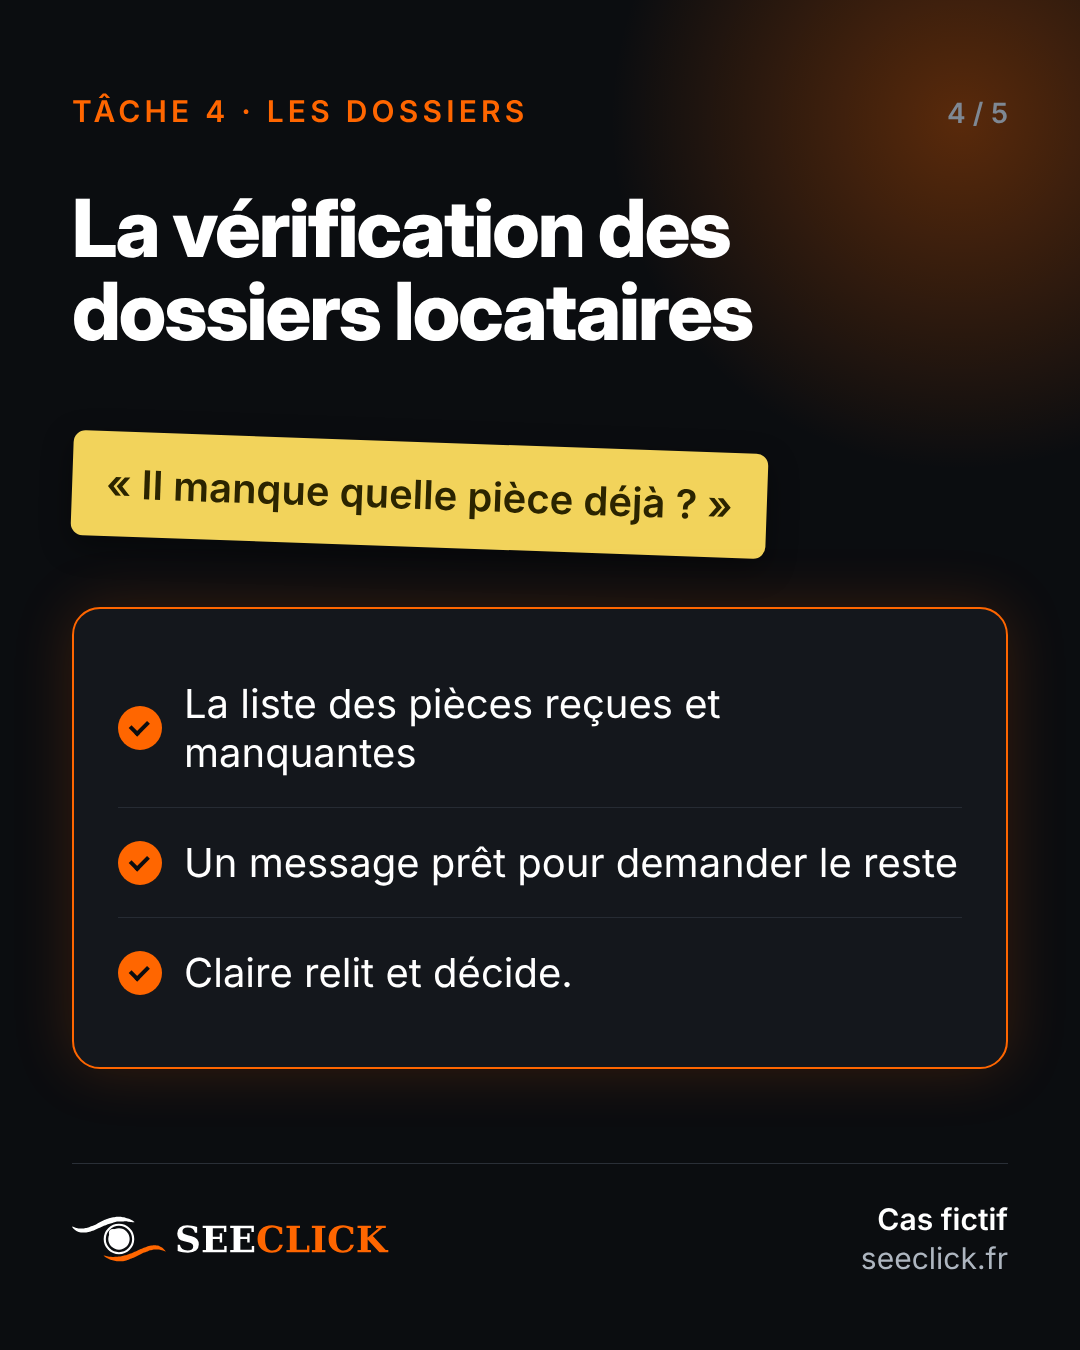 TÂCHE 4 · LES DOSSIERS
4 / 5
La vérification des
dossiers locataires
« Il manque quelle pièce déjà ? »
La liste des pièces reçues et
manquantes
Un message prêt pour demander le reste
Claire relit et décide.
SEECLICK
Cas fictif
seeclick.fr